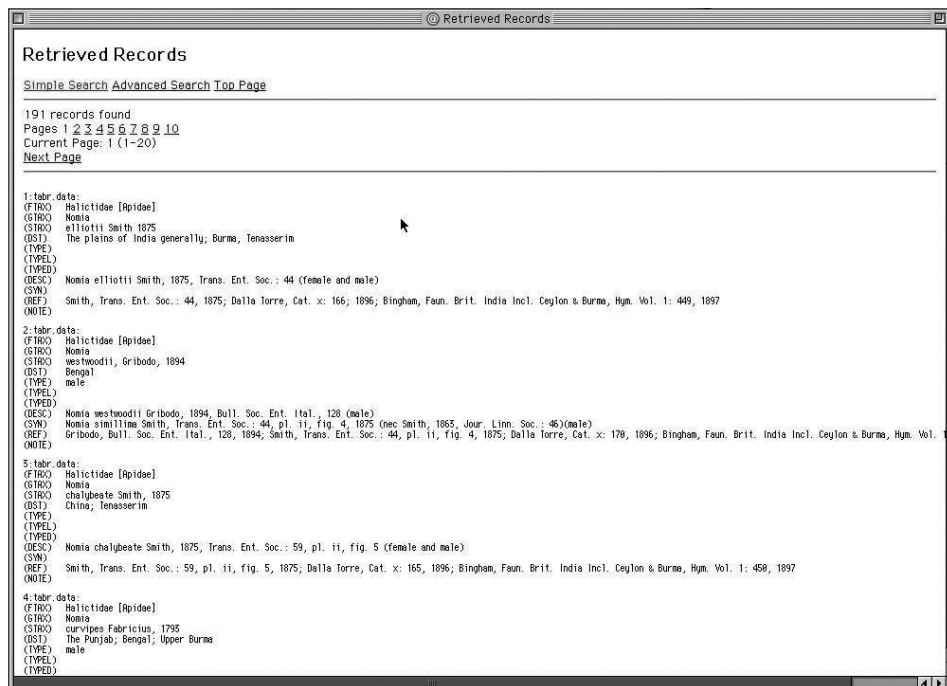 Retrieved Records
Retrieved Records
Simple Search Advanced Search Top Page
191 records found
Pages 1 2 3 4 5 6 7 8 9 10
Current Page: 1 (1-20)
Next Page
1:tabr.data:
(FTAX) Halictidae [Apidae]
(GTAX) Nomia
(STAX) elliotii Smith 1875
(DST) The plains of India generally; Burma, Tenasserim
(TYPE)
(TYPEL)
(TYPED)
(DESC) Nomia elliotii Smith, 1875, Trans. Ent. Soc.: 44 (female and male)
(SYN)
(REF) Smith, Trans. Ent. Soc.: 44, 1875; Dalla Torre, Cat. x: 166; 1896; Bingham, Faun. Brit. India Incl. Ceylon & Burma, Hym. Vol. 1: 449, 1897
(NOTE)
2:tabr.data:
(FTAX) Halictidae [Apidae]
(GTAX) Nomia
(STAX) westwoodii, Gribodo, 1894
(DST) Bengal
(TYPE) male
(TYPEL)
(TYPED)
(DESC) Nomia westwoodii Gribodo, 1894, Bull. Soc. Ent. Ital., 128 (male)
(SYN) Nomia simillima Smith, Trans. Ent. Soc.: 44, pl. ii, fig. 4, 1875 (nec Smith, 1863, Jour. Linn. Soc.: 46)(male)
(REF) Gribodo, Bull. Soc. Ent. Ital., 128, 1894; Smith, Trans. Ent. Soc.: 44, pl. ii, fig. 4, 1875; Dalla Torre, Cat. x: 170, 1896; Bingham, Faun. Brit. India Incl. Ceylon & Burma, Hym. Vol. 1
(NOTE)
3:tabr.data:
(FTAX) Halictidae [Apidae]
(GTAX) Nomia
(STAX) chalybeate Smith, 1875
(DST) China; Tenasserim
(TYPE)
(TYPEL)
(TYPED)
(DESC) Nomia chalybeate Smith, 1875, Trans. Ent. Soc.: 59, pl. ii, fig. 5 (female and male)
(SYN)
(REF) Smith, Trans. Ent. Soc.: 59, pl. ii, fig. 5, 1875; Dalla Torre, Cat. x: 165, 1896; Bingham, Faun. Brit. India Incl. Ceylon & Burma, Hym. Vol. 1: 450, 1897
(NOTE)
4:tabr.data:
(FTAX) Halictidae [Apidae]
(GTAX) Nomia
(STAX) curvipes Fabricius, 1793
(DST) The Punjab; Bengal; Upper Burma
(TYPE) male
(TYPEL)
(TYPED)